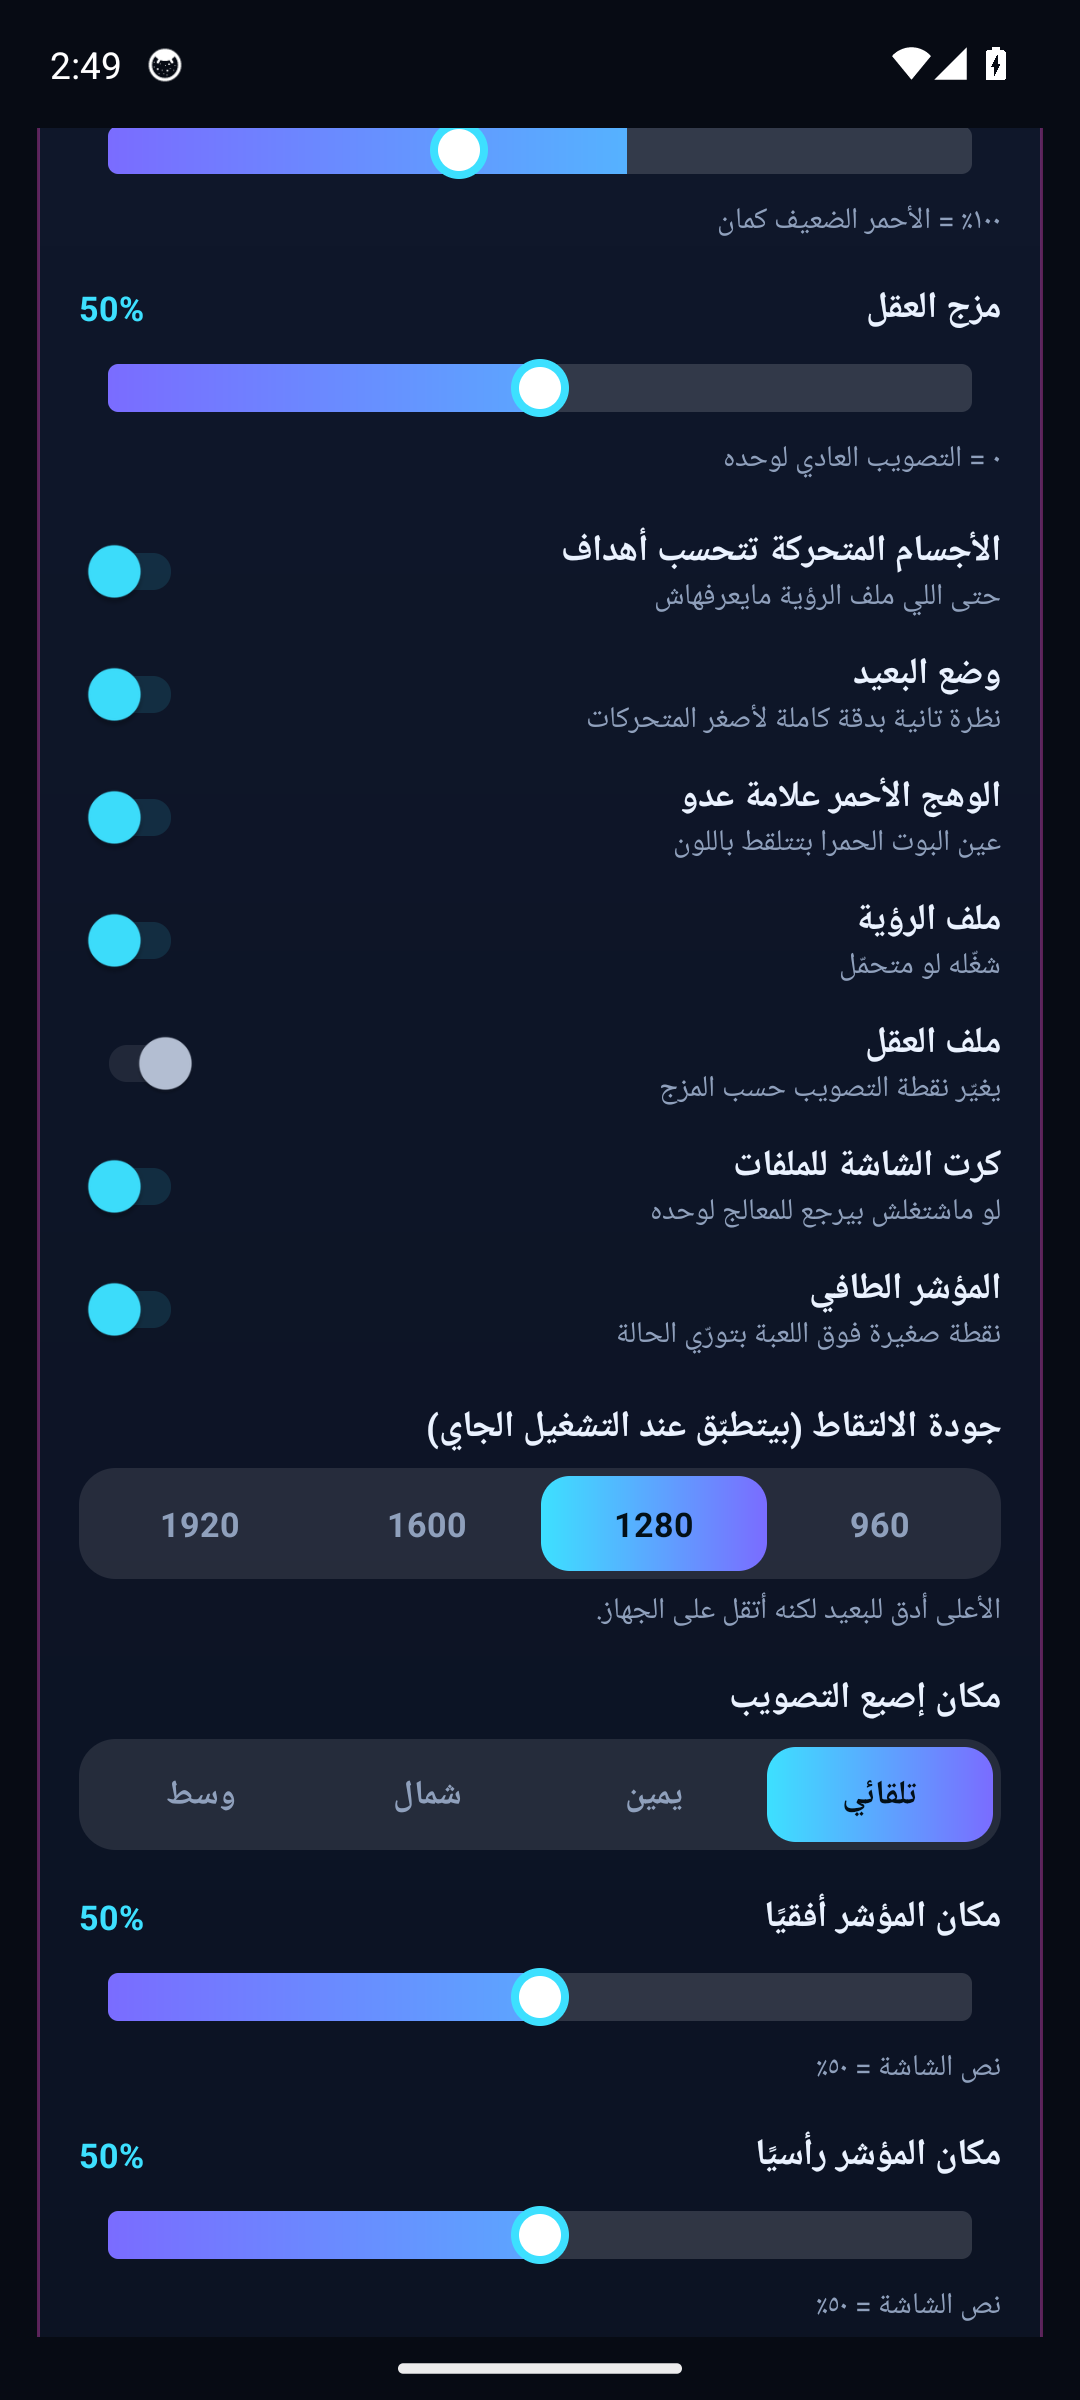 2:49
١٠٠٪ = الأحمر الضعيف كمان
مزج العقل
50%
٠ = التصويب العادي لوحده
الأجسام المتحركة تتحسب أهداف
حتى اللي ملف الرؤية مايعرفهاش
وضع البعيد
نظرة تانية بدقة كاملة لأصغر المتحركات
الوهج الأحمر علامة عدو
عين البوت الحمرا بتتلقط باللون
ملف الرؤية
شغّله لو متحمّل
ملف العقل
يغيّر نقطة التصويب حسب المزج
كرت الشاشة للملفات
لو ماشتغلش بيرجع للمعالج لوحده
المؤشر الطافي
نقطة صغيرة فوق اللعبة بتورّي الحالة
جودة الالتقاط (بيتطبّق عند التشغيل الجاي)
960 1280 1600 1920
الأعلى أدق للبعيد لكنه أتقل على الجهاز.
مكان إصبع التصويب
تلقائي يمين شمال وسط
مكان المؤشر أفقيًا
50%
نص الشاشة = ٥٠٪
مكان المؤشر رأسيًا
50%
نص الشاشة = ٥٠٪